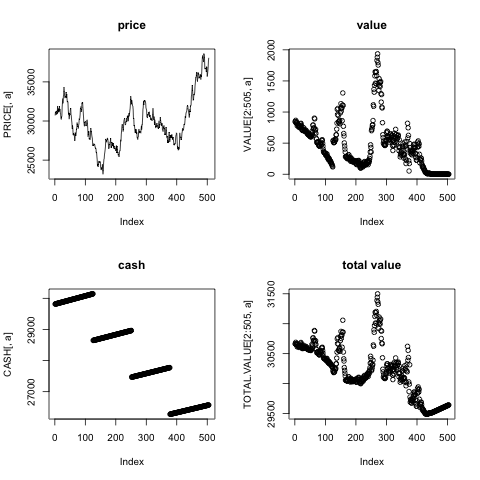 price
PRICE[, a]
25000 30000 35000
0 100 200 300 400 500
Index
value
VALUE[2:505, a]
0 500 1000 1500 2000
0 100 200 300 400 500
Index
cash
CASH[, a]
27000 29000
0 100 200 300 400 500
Index
total value
TOTAL.VALUE[2:505, a]
29500 30500 31500
0 100 200 300 400 500
Index